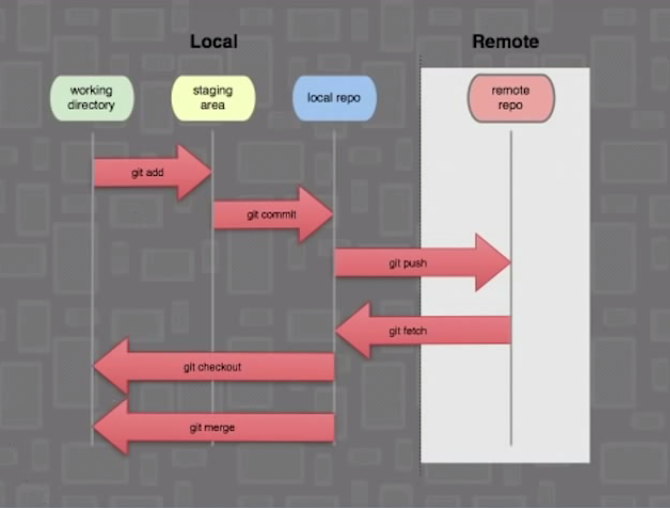 Local
Remote
working
directory
staging
area
local repo
remote
repo
git add
git commit
git push
git fetch
git checkout
git merge